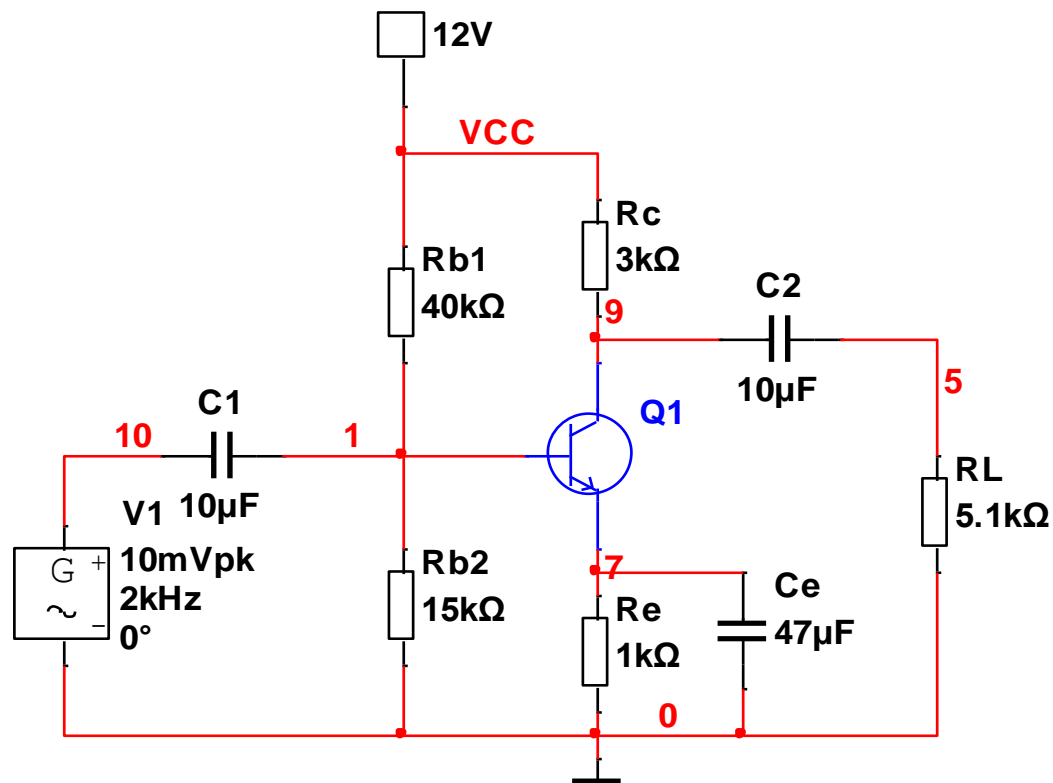 12V
VCC
Rc
3kΩ
Rb1
40kΩ
9
C2
10µF
5
C1
10
1
Q1
10µF
RL
5.1kΩ
V1
10mVpk
2kHz
0°
G
+
~
−
Rb2
15kΩ
7
Re
1kΩ
Ce
47µF
0